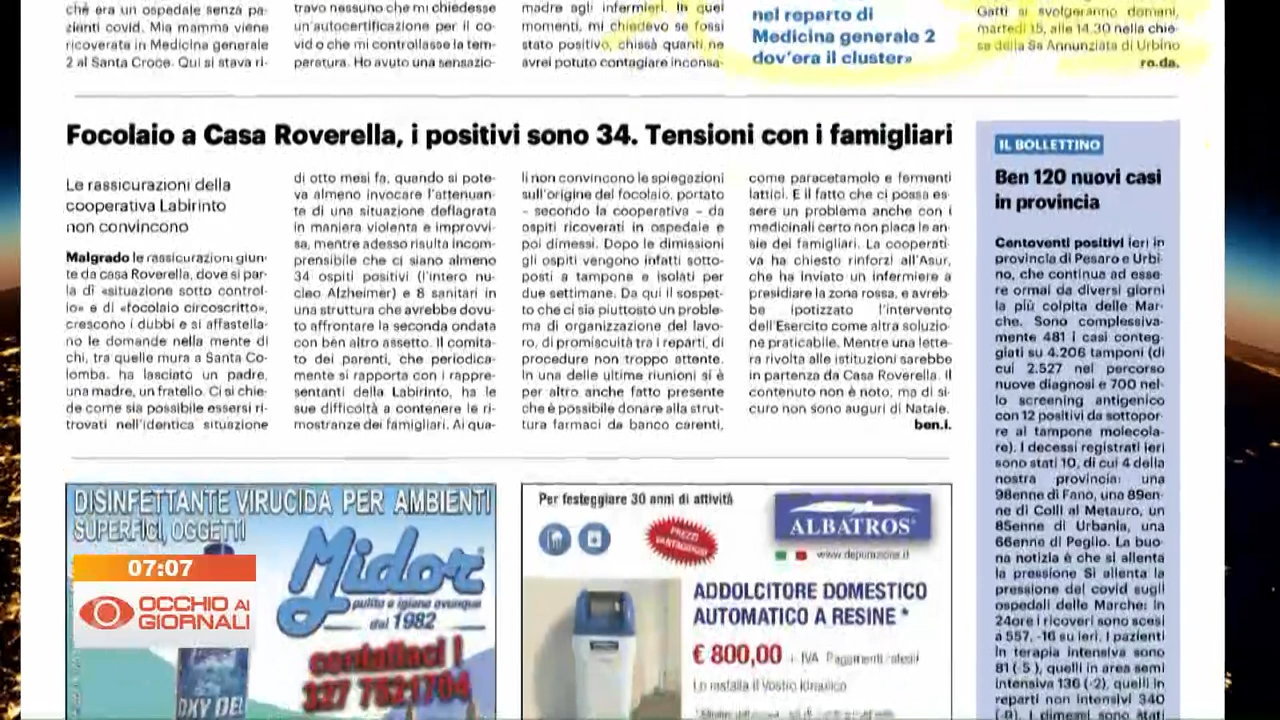 chè era un ospedale senza pa-
zienti covid. Mia mamma viene
ricoverata in Medicina generale
2 al Santa Croce. Qui si stava ri-
travo nessuno che mi chiedesse
un'autocertificazione per il co-
vid o che mi controllasse la tem-
peratura. Ho avuto una sensazio-
madre agli infermieri. In quei
momenti, mi chiedevo se fossi
stato positivo, chissà quanti ne
avrei potuto contagiare inconsa-
nel reparto di
Medicina generale 2
dov'era il cluster»
Gatti si svolgeranno domani,
martedì 15, alle 14.30 nella chie-
sa della Ss Annunziata di Urbino
ro.da.
Focolaio a Casa Roverella, i positivi sono 34. Tensioni con i famigliari
Le rassicurazioni della
cooperativa Labirinto
non convincono
Malgrado le rassicurazioni giun-
te da casa Roverella, dove si par-
la di «situazione sotto control-
lo» e di «focolaio circoscritto»,
crescono i dubbi e si affastella-
no le domande nella mente di
chi, tra quelle mura a Santa Co-
lomba, ha lasciato un padre,
una madre, un fratello. Ci si chie-
de come sia possibile essersi ri-
trovati nell'identica situazione
di otto mesi fa, quando si pote-
va almeno invocare l'attenuan-
te di una situazione deflagrata
in maniera violenta e improvvi-
sa, mentre adesso risulta incom-
prensibile che ci siano almeno
34 ospiti positivi (l'intero nu-
cleo Alzheimer) e 8 sanitari in
una struttura che avrebbe dovu-
to affrontare la seconda ondata
con ben altro assetto. Il comita-
to dei parenti, che periodica-
mente si rapporta con i rappre-
sentanti della Labirinto, ha le
sue difficoltà a contenere le ri-
mostranze dei famigliari. Ai qua-
li non convincono le spiegazioni
sull'origine del focolaio, portato
– secondo la cooperativa – da
ospiti ricoverati in ospedale e
poi dimessi. Dopo le dimissioni
gli ospiti vengono infatti sotto-
posti a tampone e isolati per
due settimane. Da qui il sospet-
to che ci sia piuttosto un proble-
ma di organizzazione del lavo-
ro, di promiscuità tra i reparti, di
procedure non troppo attente.
In una delle ultime riunioni si è
per altro anche fatto presente
che è possibile donare alla strut-
tura farmaci da banco carenti,
come paracetamolo e fermenti
lattici. E il fatto che ci possa es-
sere un problema anche con i
medicinali certo non placa le an-
sie dei famigliari. La cooperati-
va ha chiesto rinforzi all'Asur,
che ha inviato un infermiere a
presidiare la zona rossa, e avreb-
be ipotizzato l'intervento
dell'Esercito come altra soluzio-
ne praticabile. Mentre una lette-
ra rivolta alle istituzioni sarebbe
in partenza da Casa Roverella. Il
contenuto non è noto, ma di si-
curo non sono auguri di Natale.
ben.i.
IL BOLLETTINO
Ben 120 nuovi casi
in provincia
Centoventi positivi ieri in
provincia di Pesaro e Urbi-
no, che continua ad esse-
re ormai da diversi giorni
la più colpita delle Mar-
che. Sono complessiva-
mente 481 i casi conteg-
giati su 4.206 tamponi (di
cui 2.527 nel percorso
nuove diagnosi e 700 nel-
lo screening antigenico
con 12 positivi da sottopor-
re al tampone molecola-
re). I decessi registrati ieri
sono stati 10, di cui 4 della
nostra provincia: una
98enne di Fano, una 89en-
ne di Colli al Metauro, un
85enne di Urbania, una
66enne di Peglio. La buo-
na notizia è che si allenta
la pressione Si allenta la
pressione del covid sugli
ospedali delle Marche: in
24ore i ricoveri sono scesi
a 557, -16 su ieri. I pazienti
in terapia intensiva sono
81 (-5 ), quelli in area semi
intensiva 136 (-2), quelli in
reparti non intensivi 340
(-9). I dimessi sono stati
DISINFETTANTE VIRUCIDA PER AMBIENTI
SUPERFICI, OGGETTI
Midor
pulito e igiene ovunque
dal 1982
contattaci !
327 7521704
OXY DEL
07:07
OCCHIO AI
GIORNALI
Per festeggiare 30 anni di attività
PREZZI
VANTAGGIOSI
ALBATROS
www.depurazione.it
ADDOLCITORE DOMESTICO
AUTOMATICO A RESINE *
€ 800,00 + IVA Pagamenti rateali
Lo installa il Vostro Idraulico